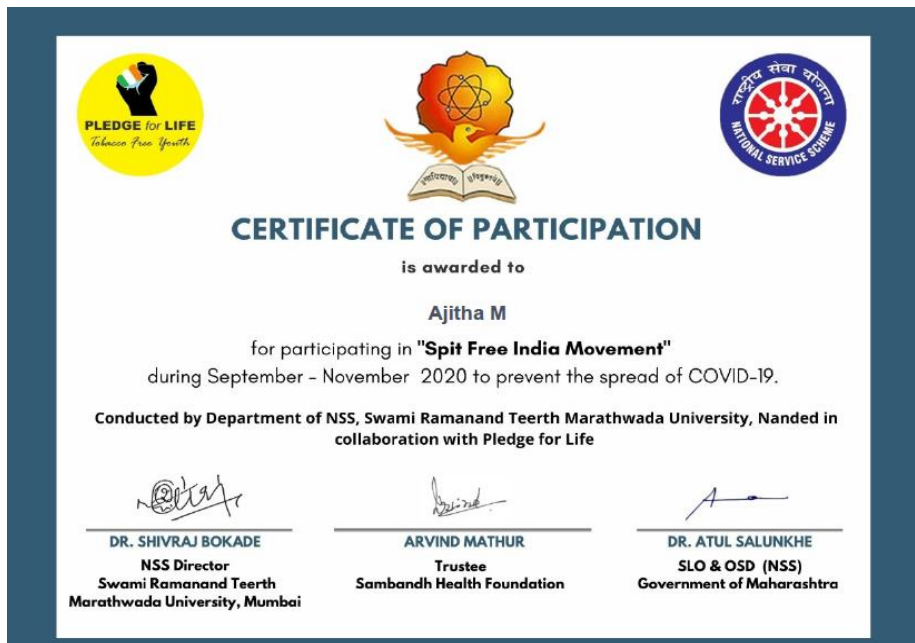 PLEDGE for LIFE
Tobacco Free Youth
राष्ट्रीय सेवा योजना
NATIONAL SERVICE SCHEME
CERTIFICATE OF PARTICIPATION
is awarded to
Ajitha M
for participating in "Spit Free India Movement"
during September - November 2020 to prevent the spread of COVID-19.
Conducted by Department of NSS, Swami Ramanand Teerth Marathwada University, Nanded in
collaboration with Pledge for Life
DR. SHIVRAJ BOKADE
NSS Director
Swami Ramanand Teerth
Marathwada University, Mumbai
ARVIND MATHUR
Trustee
Sambandh Health Foundation
DR. ATUL SALUNKHE
SLO & OSD (NSS)
Government of Maharashtra